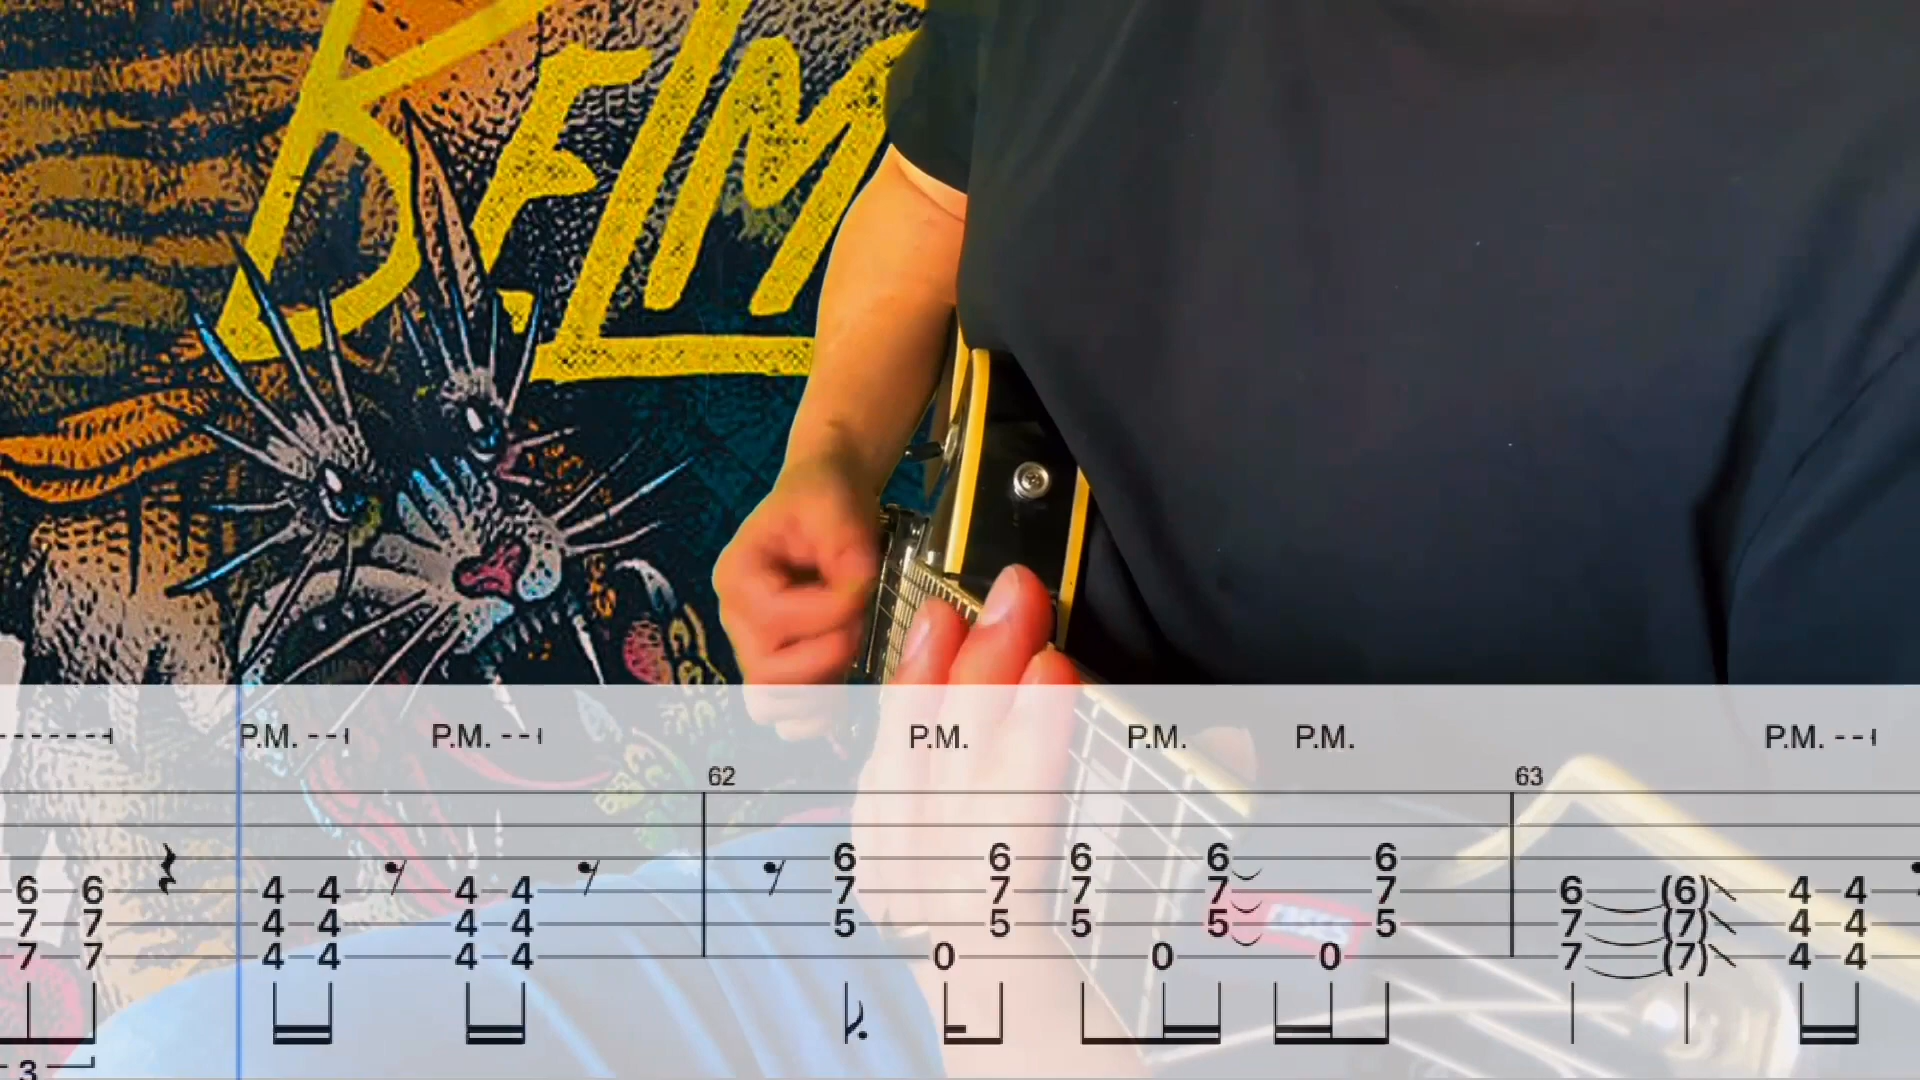 BELM
P.M. P.M. P.M. P.M. P.M. P.M.
62 63
6 6 6 6 6
6 6 4 4 4 4 7 7 7 7 7 6 (6) 4 4
7 7 4 4 4 4 5 5 5 5 5 7 (7) 4 4
7 7 4 4 4 4 0 0 0 7 (7) 4 4
3